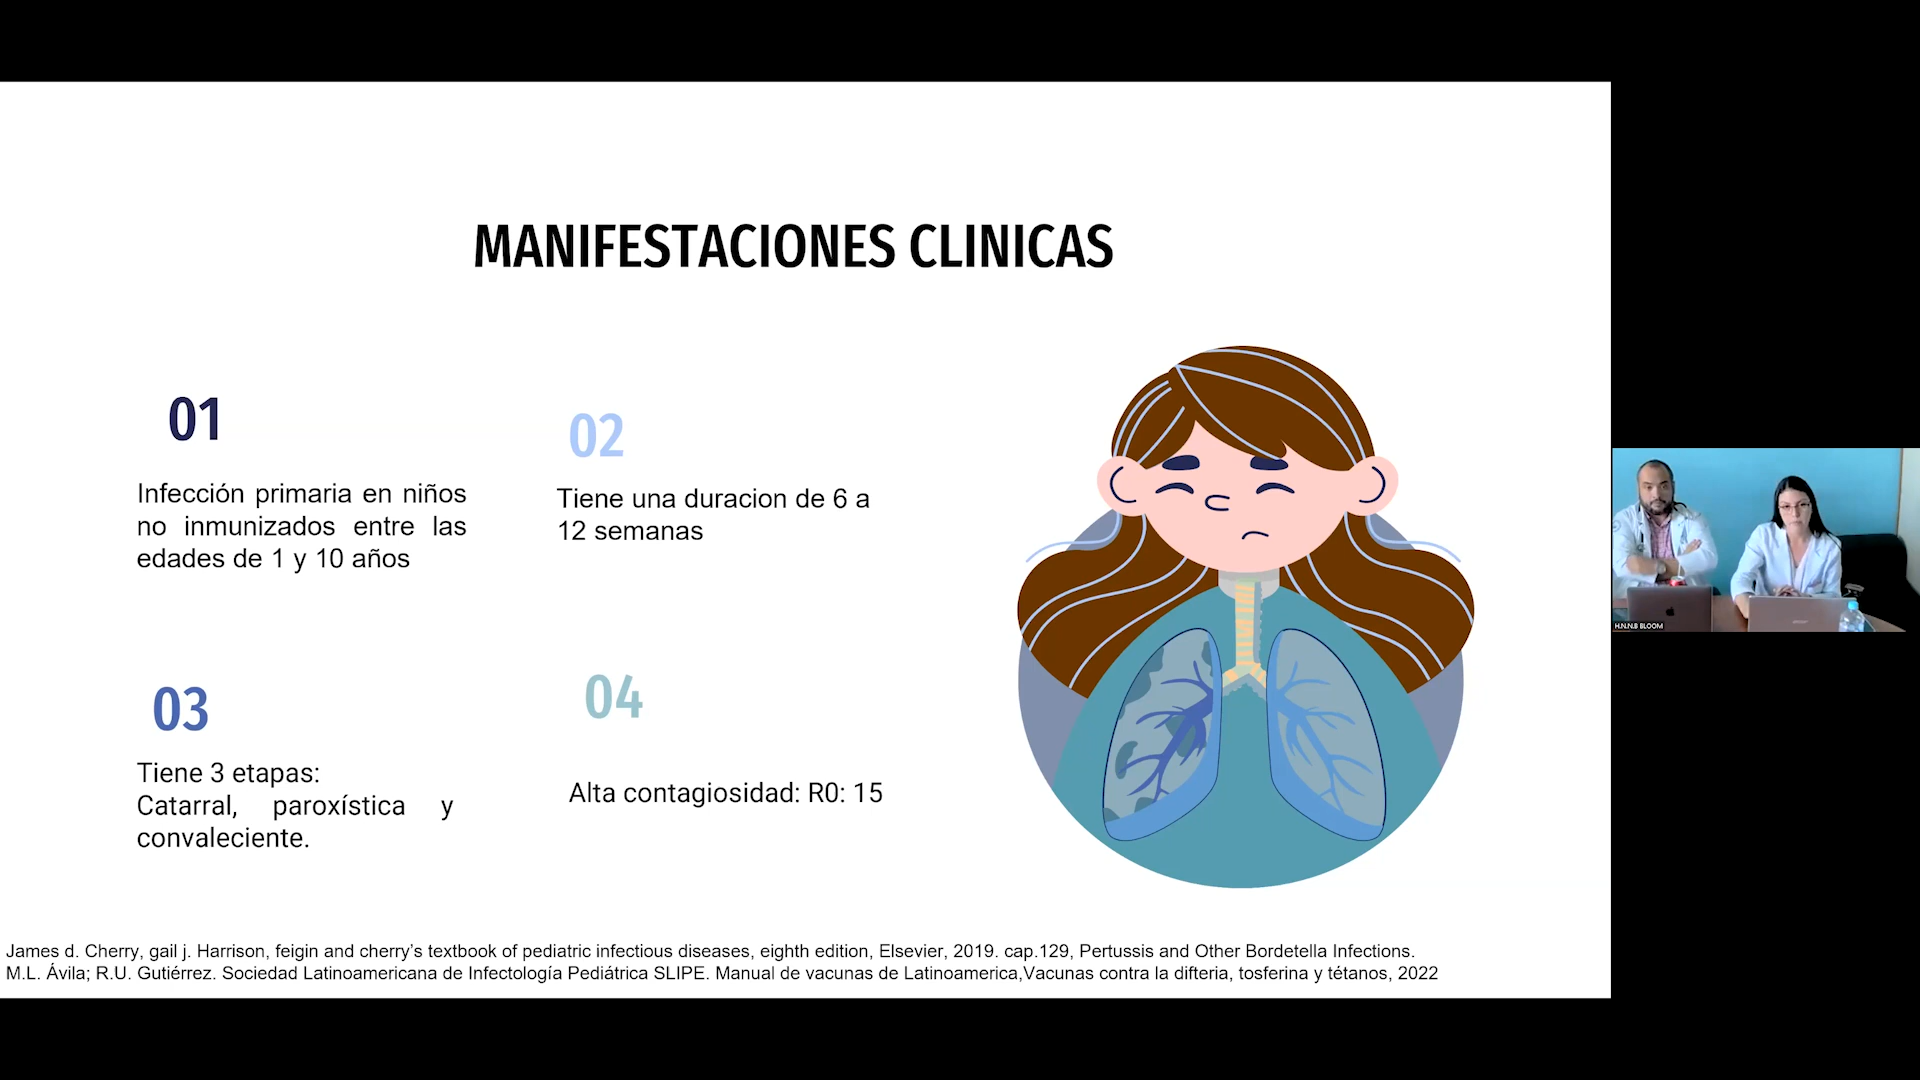 MANIFESTACIONES CLINICAS
01
Infección primaria en niños
no inmunizados entre las
edades de 1 y 10 años
02
Tiene una duracion de 6 a
12 semanas
03
Tiene 3 etapas:
Catarral, paroxística y
convaleciente.
04
Alta contagiosidad: R0: 15
James d. Cherry, gail j. Harrison, feigin and cherry's textbook of pediatric infectious diseases, eighth edition, Elsevier, 2019. cap.129, Pertussis and Other Bordetella Infections.
M.L. Ávila; R.U. Gutiérrez. Sociedad Latinoamericana de Infectología Pediátrica SLIPE. Manual de vacunas de Latinoamerica,Vacunas contra la difteria, tosferina y tétanos, 2022
H.N.N.B BLOOM